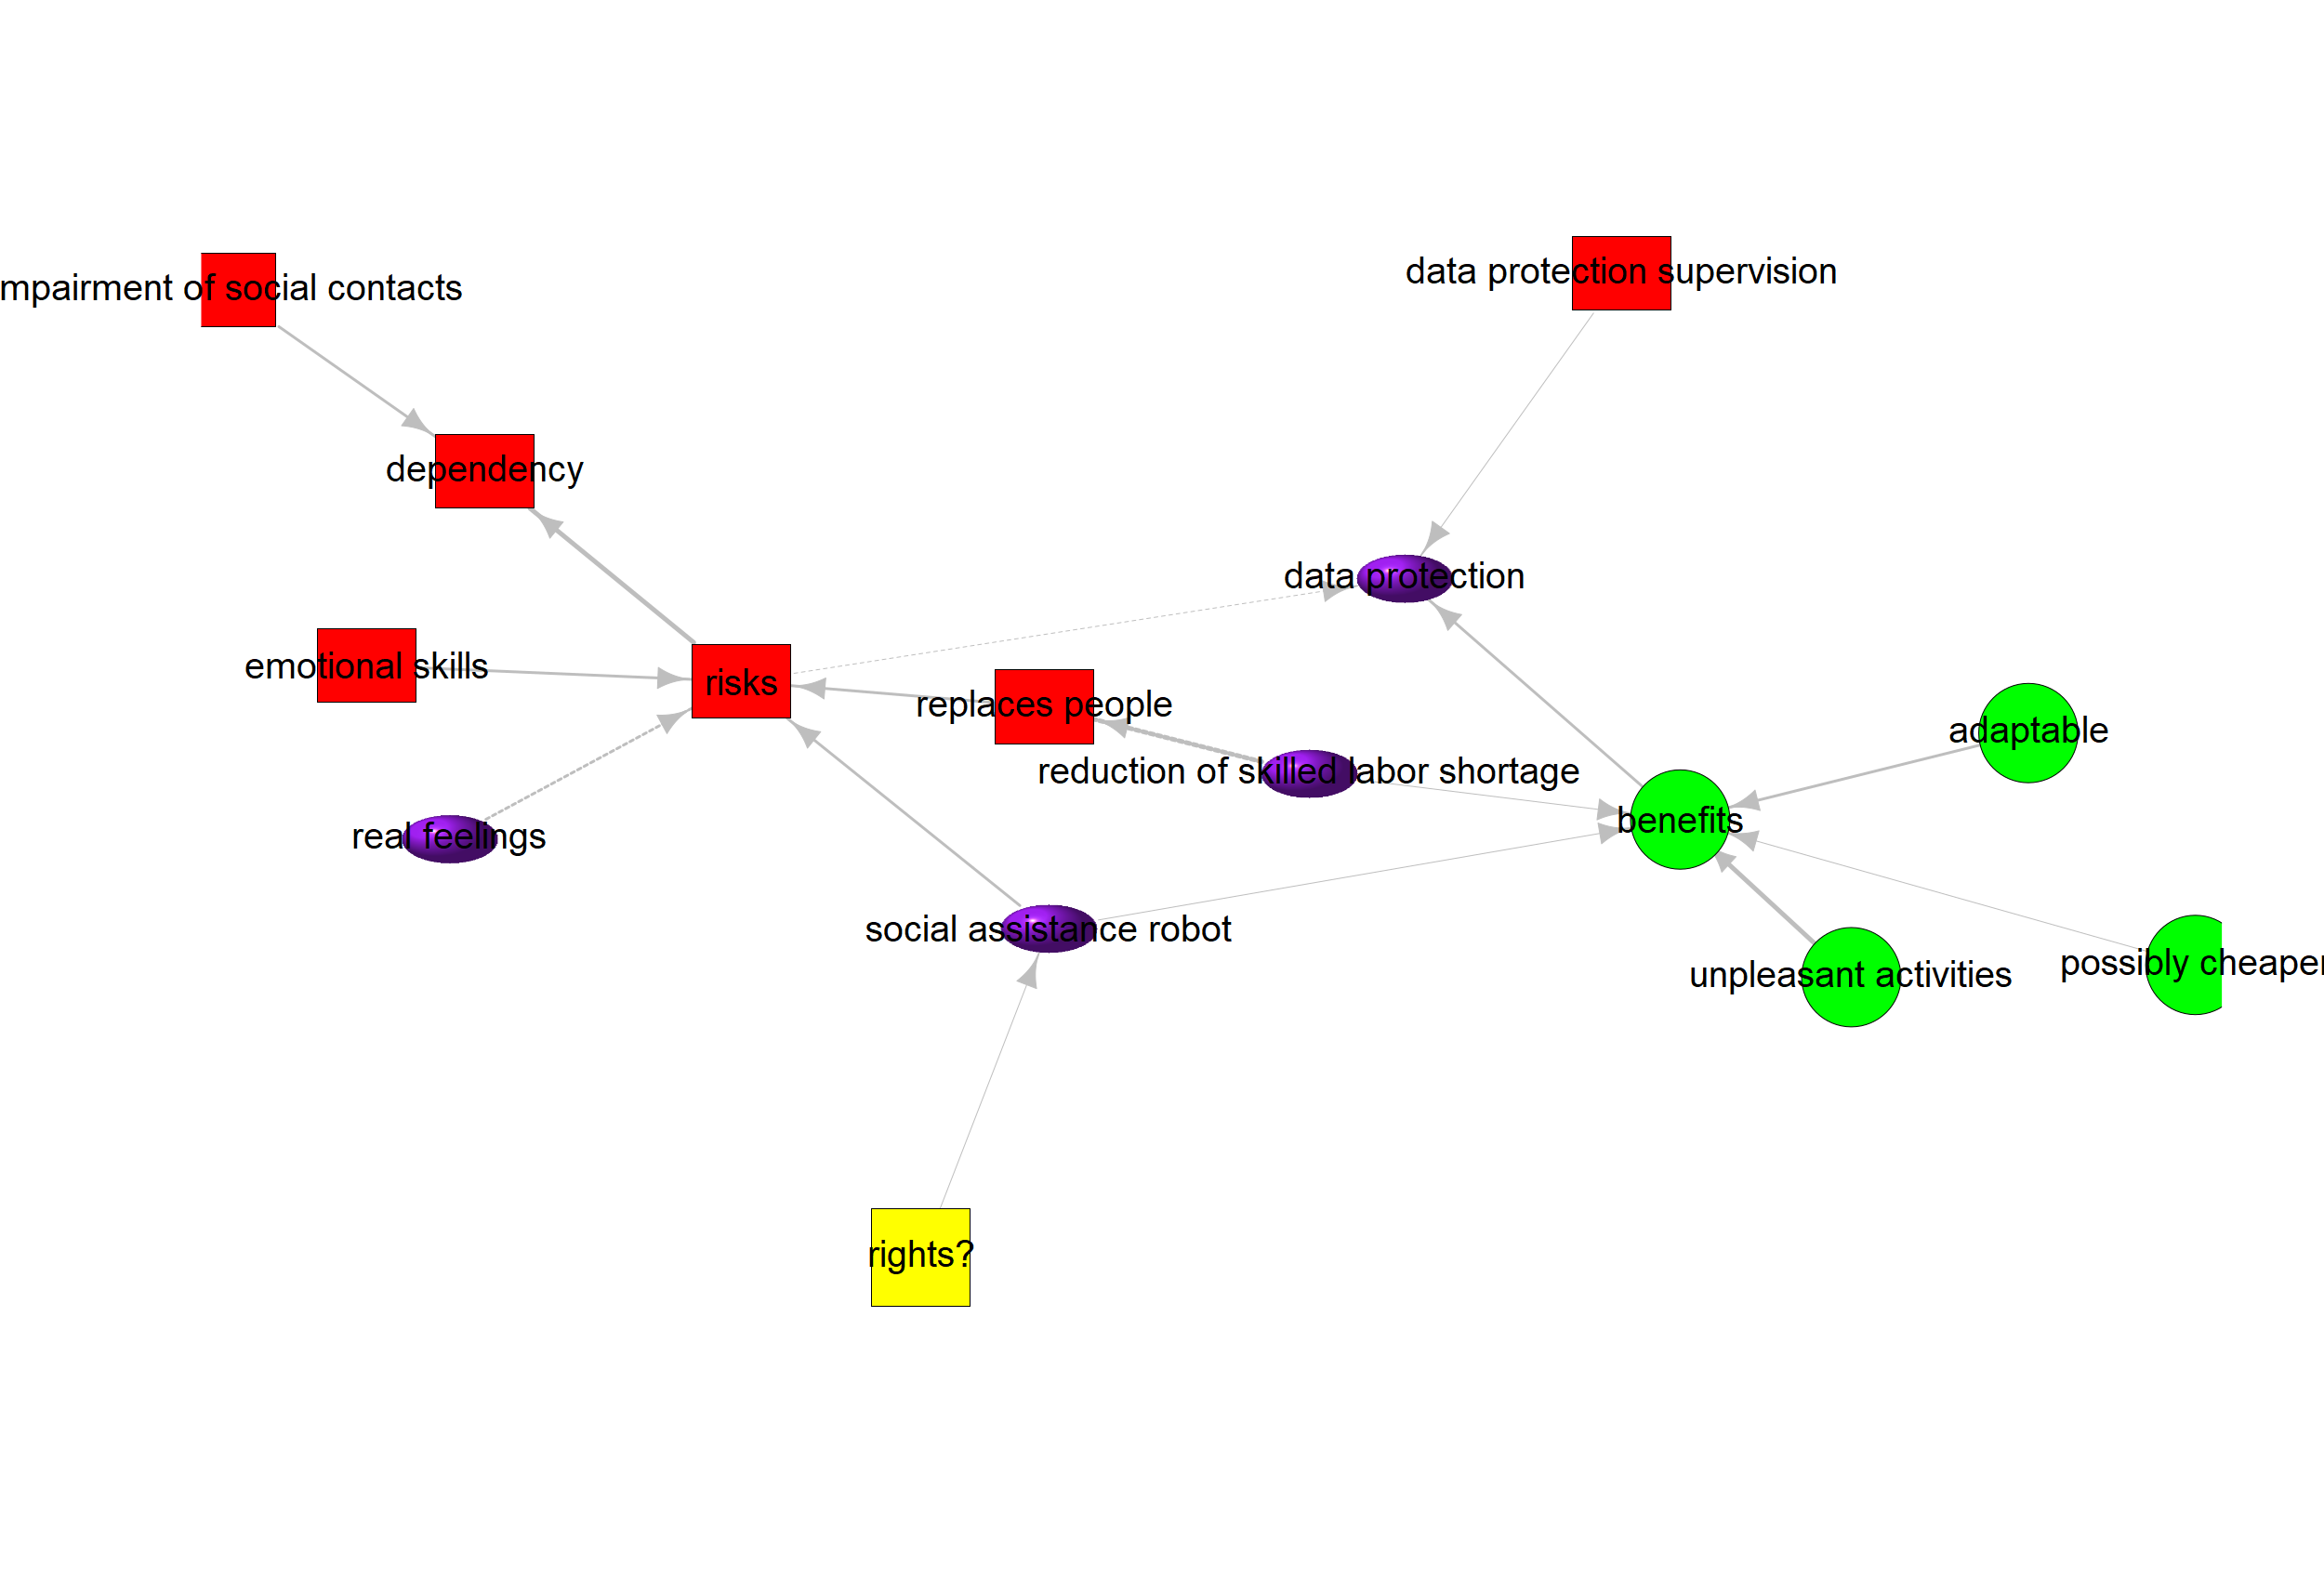 data protection supervision
mpairment of social contacts
dependency
data protection
emotional skills
risks
replaces people
adaptable
reduction of skilled labor shortage
benefits
real feelings
social assistance robot
possibly cheaper
unpleasant activities
rights?